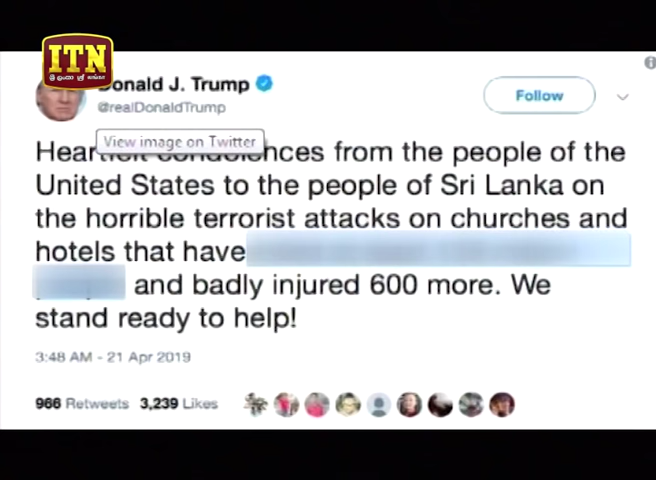 ITN
ශ්‍රී ලංකා ශ්‍රී லங்கா
Donald J. Trump
@realDonaldTrump
Follow
View image on Twitter
Heartfelt condolences from the people of the
United States to the people of Sri Lanka on
the horrible terrorist attacks on churches and
hotels that have
and badly injured 600 more. We
stand ready to help!
3:48 AM - 21 Apr 2019
966 Retweets 3,239 Likes